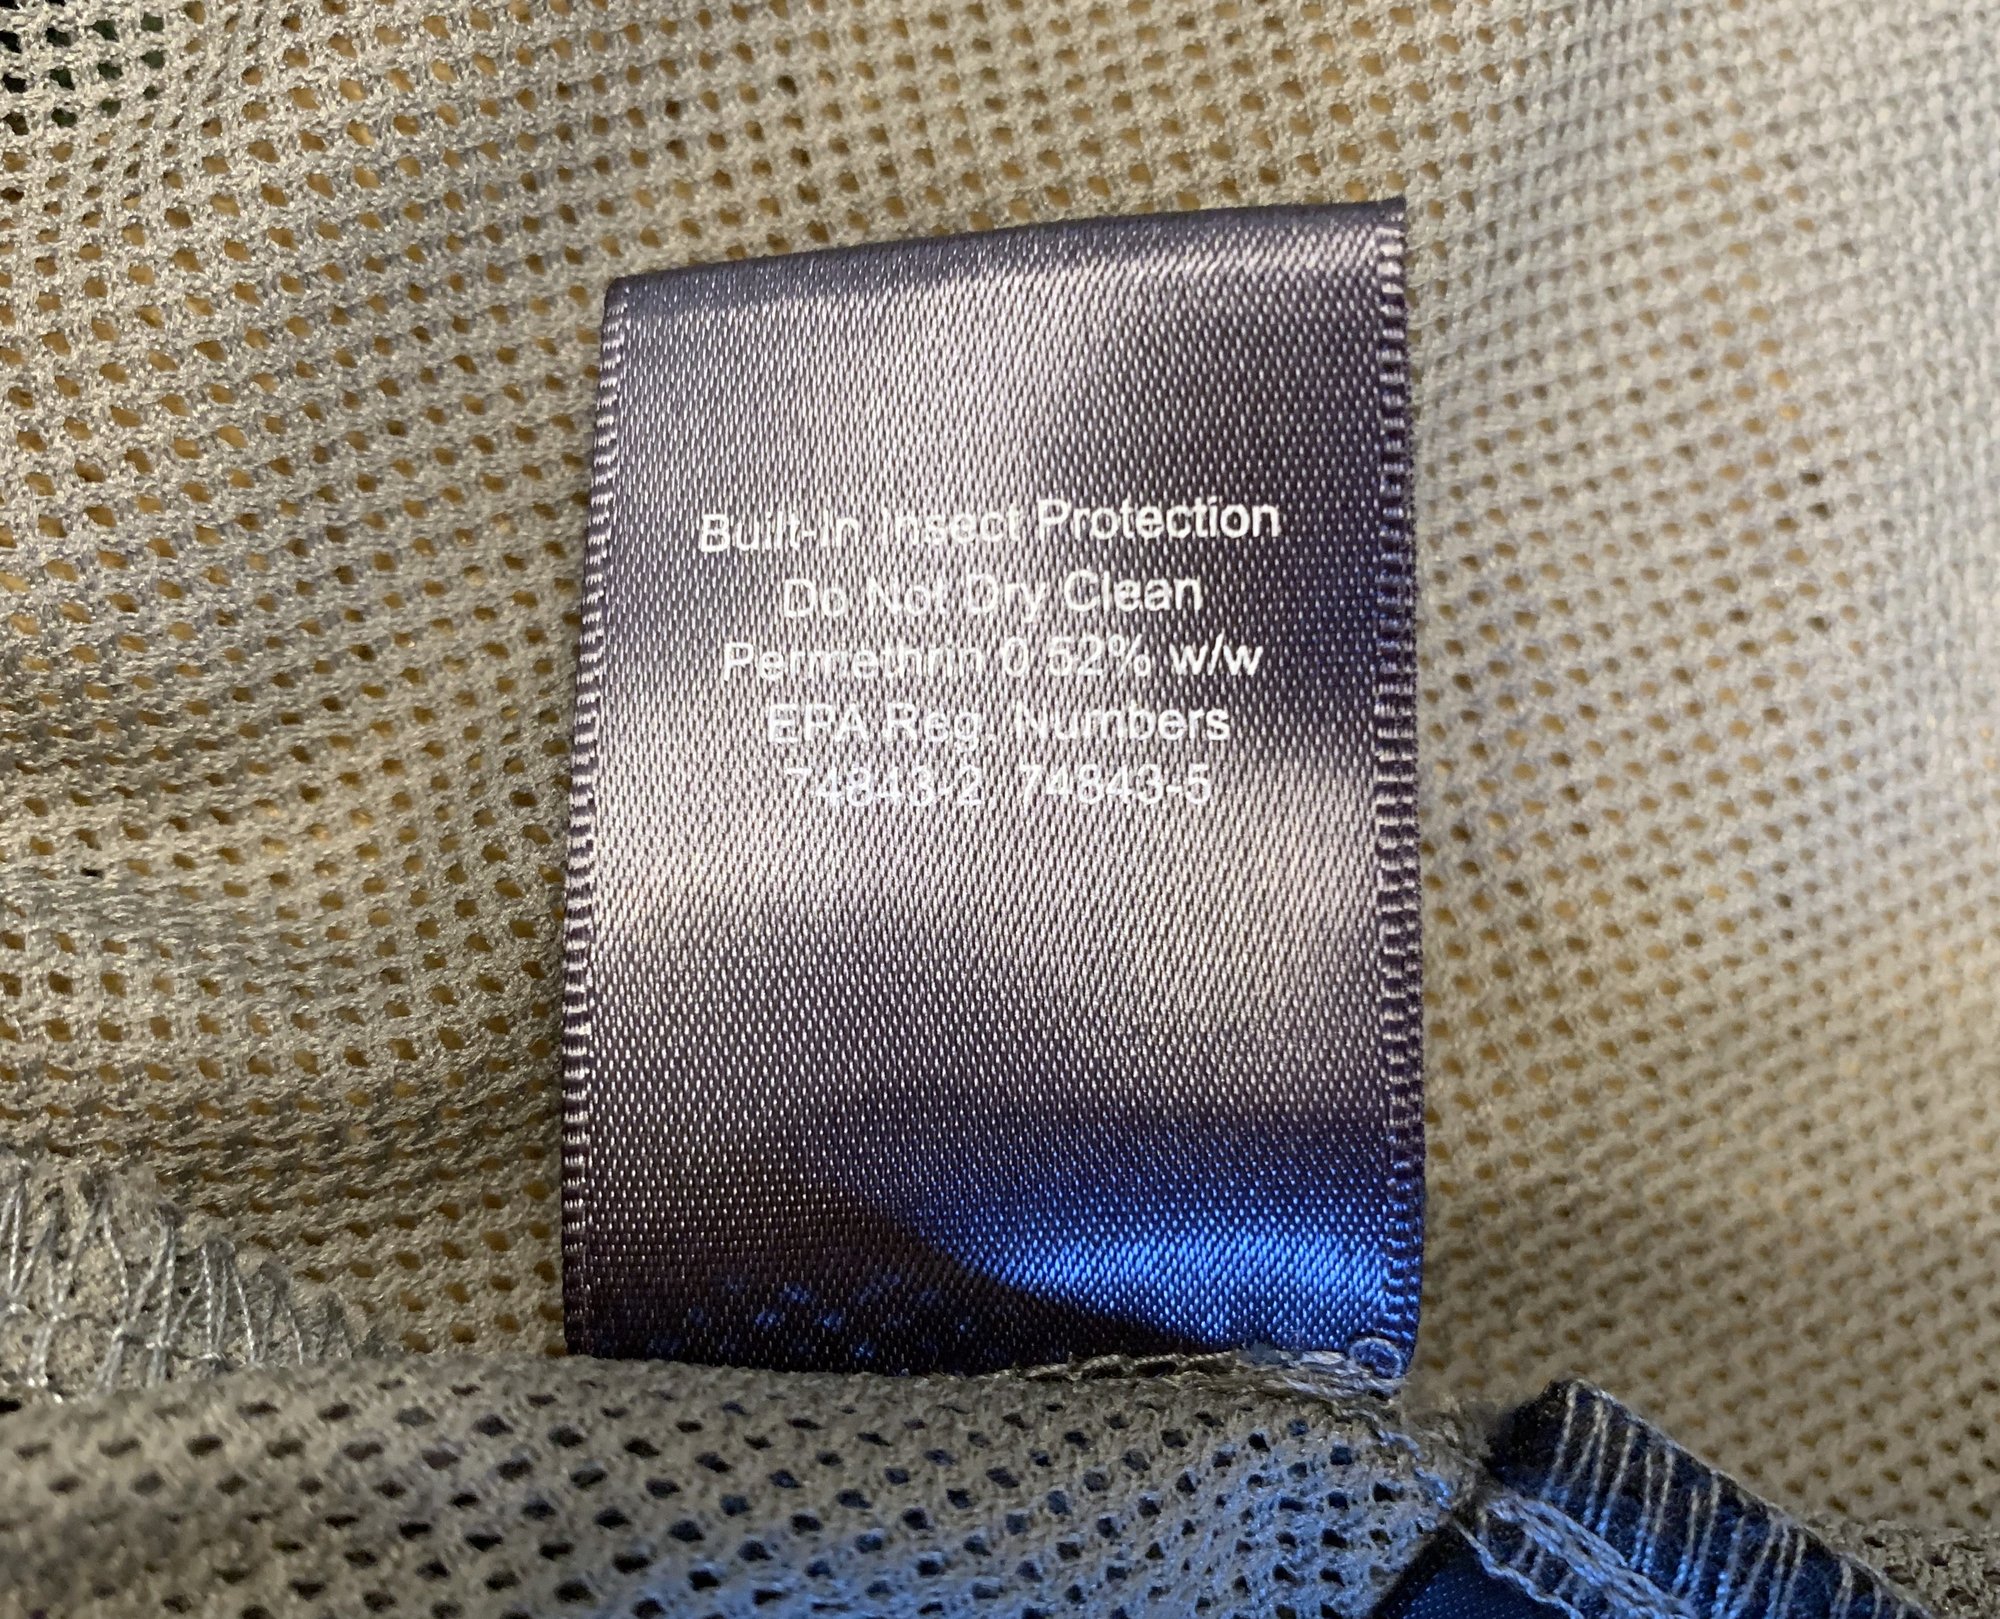 Built-In Insect Protection
Do Not Dry Clean
Permethrin 0.52% w/w
EPA Reg. Numbers
74843-2, 74843-5